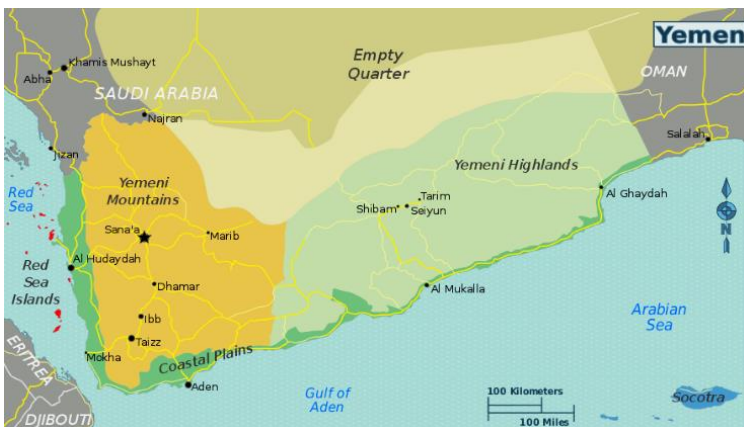 Yemen
Empty
Quarter
Khamis Mushayt
Abha
OMAN
SAUDI ARABIA
Najran
Salalah
Jizan
Yemeni Highlands
Yemeni
Mountains
Red
Sea
Tarim
Shibam
Seiyun
Al Ghaydah
Sana'a
Marib
N
Al Hudaydah
Red
Sea
Islands
Dhamar
Al Mukalla
Ibb
Arabian
Sea
Taizz
Mokha
Coastal Plains
ERITREA
Aden
Gulf of
Aden
100 Kilometers
100 Miles
Socotra
DJIBOUTI